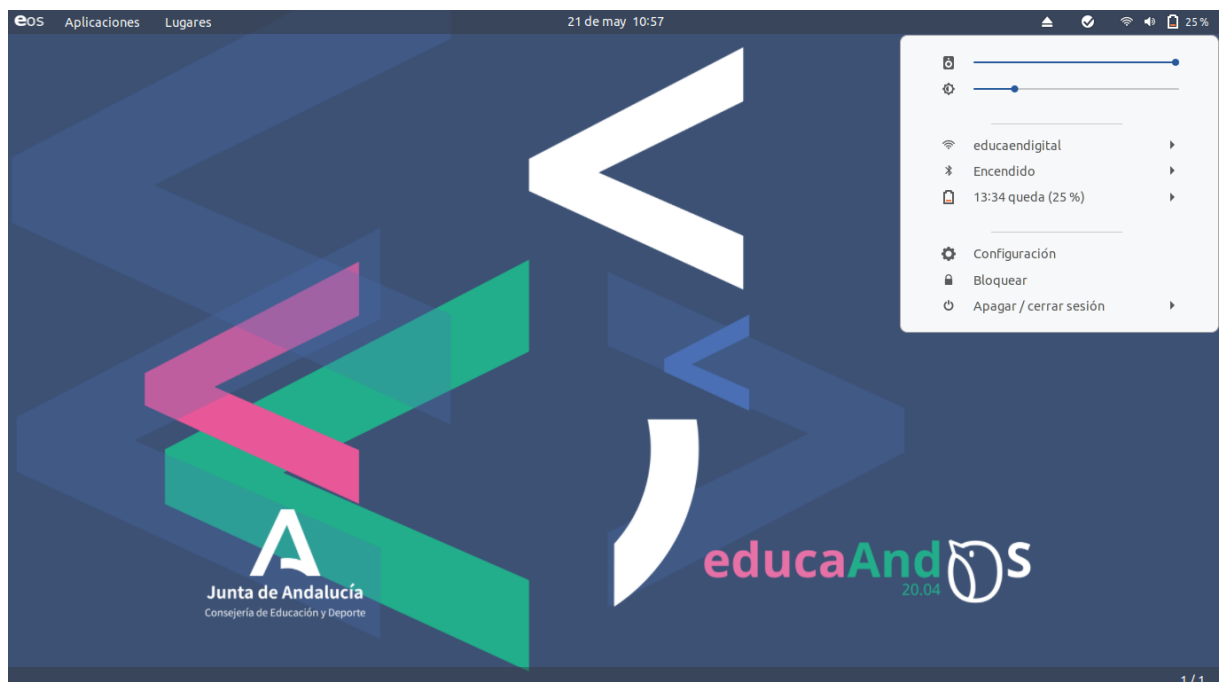 eos Aplicaciones Lugares 21 de may 10:57 25 %
educaendigital
Encendido
13:34 queda (25 %)
Configuración
Bloquear
Apagar / cerrar sesión
Junta de Andalucía
Consejería de Educación y Deporte
educaAndOS
20.04
1 / 1